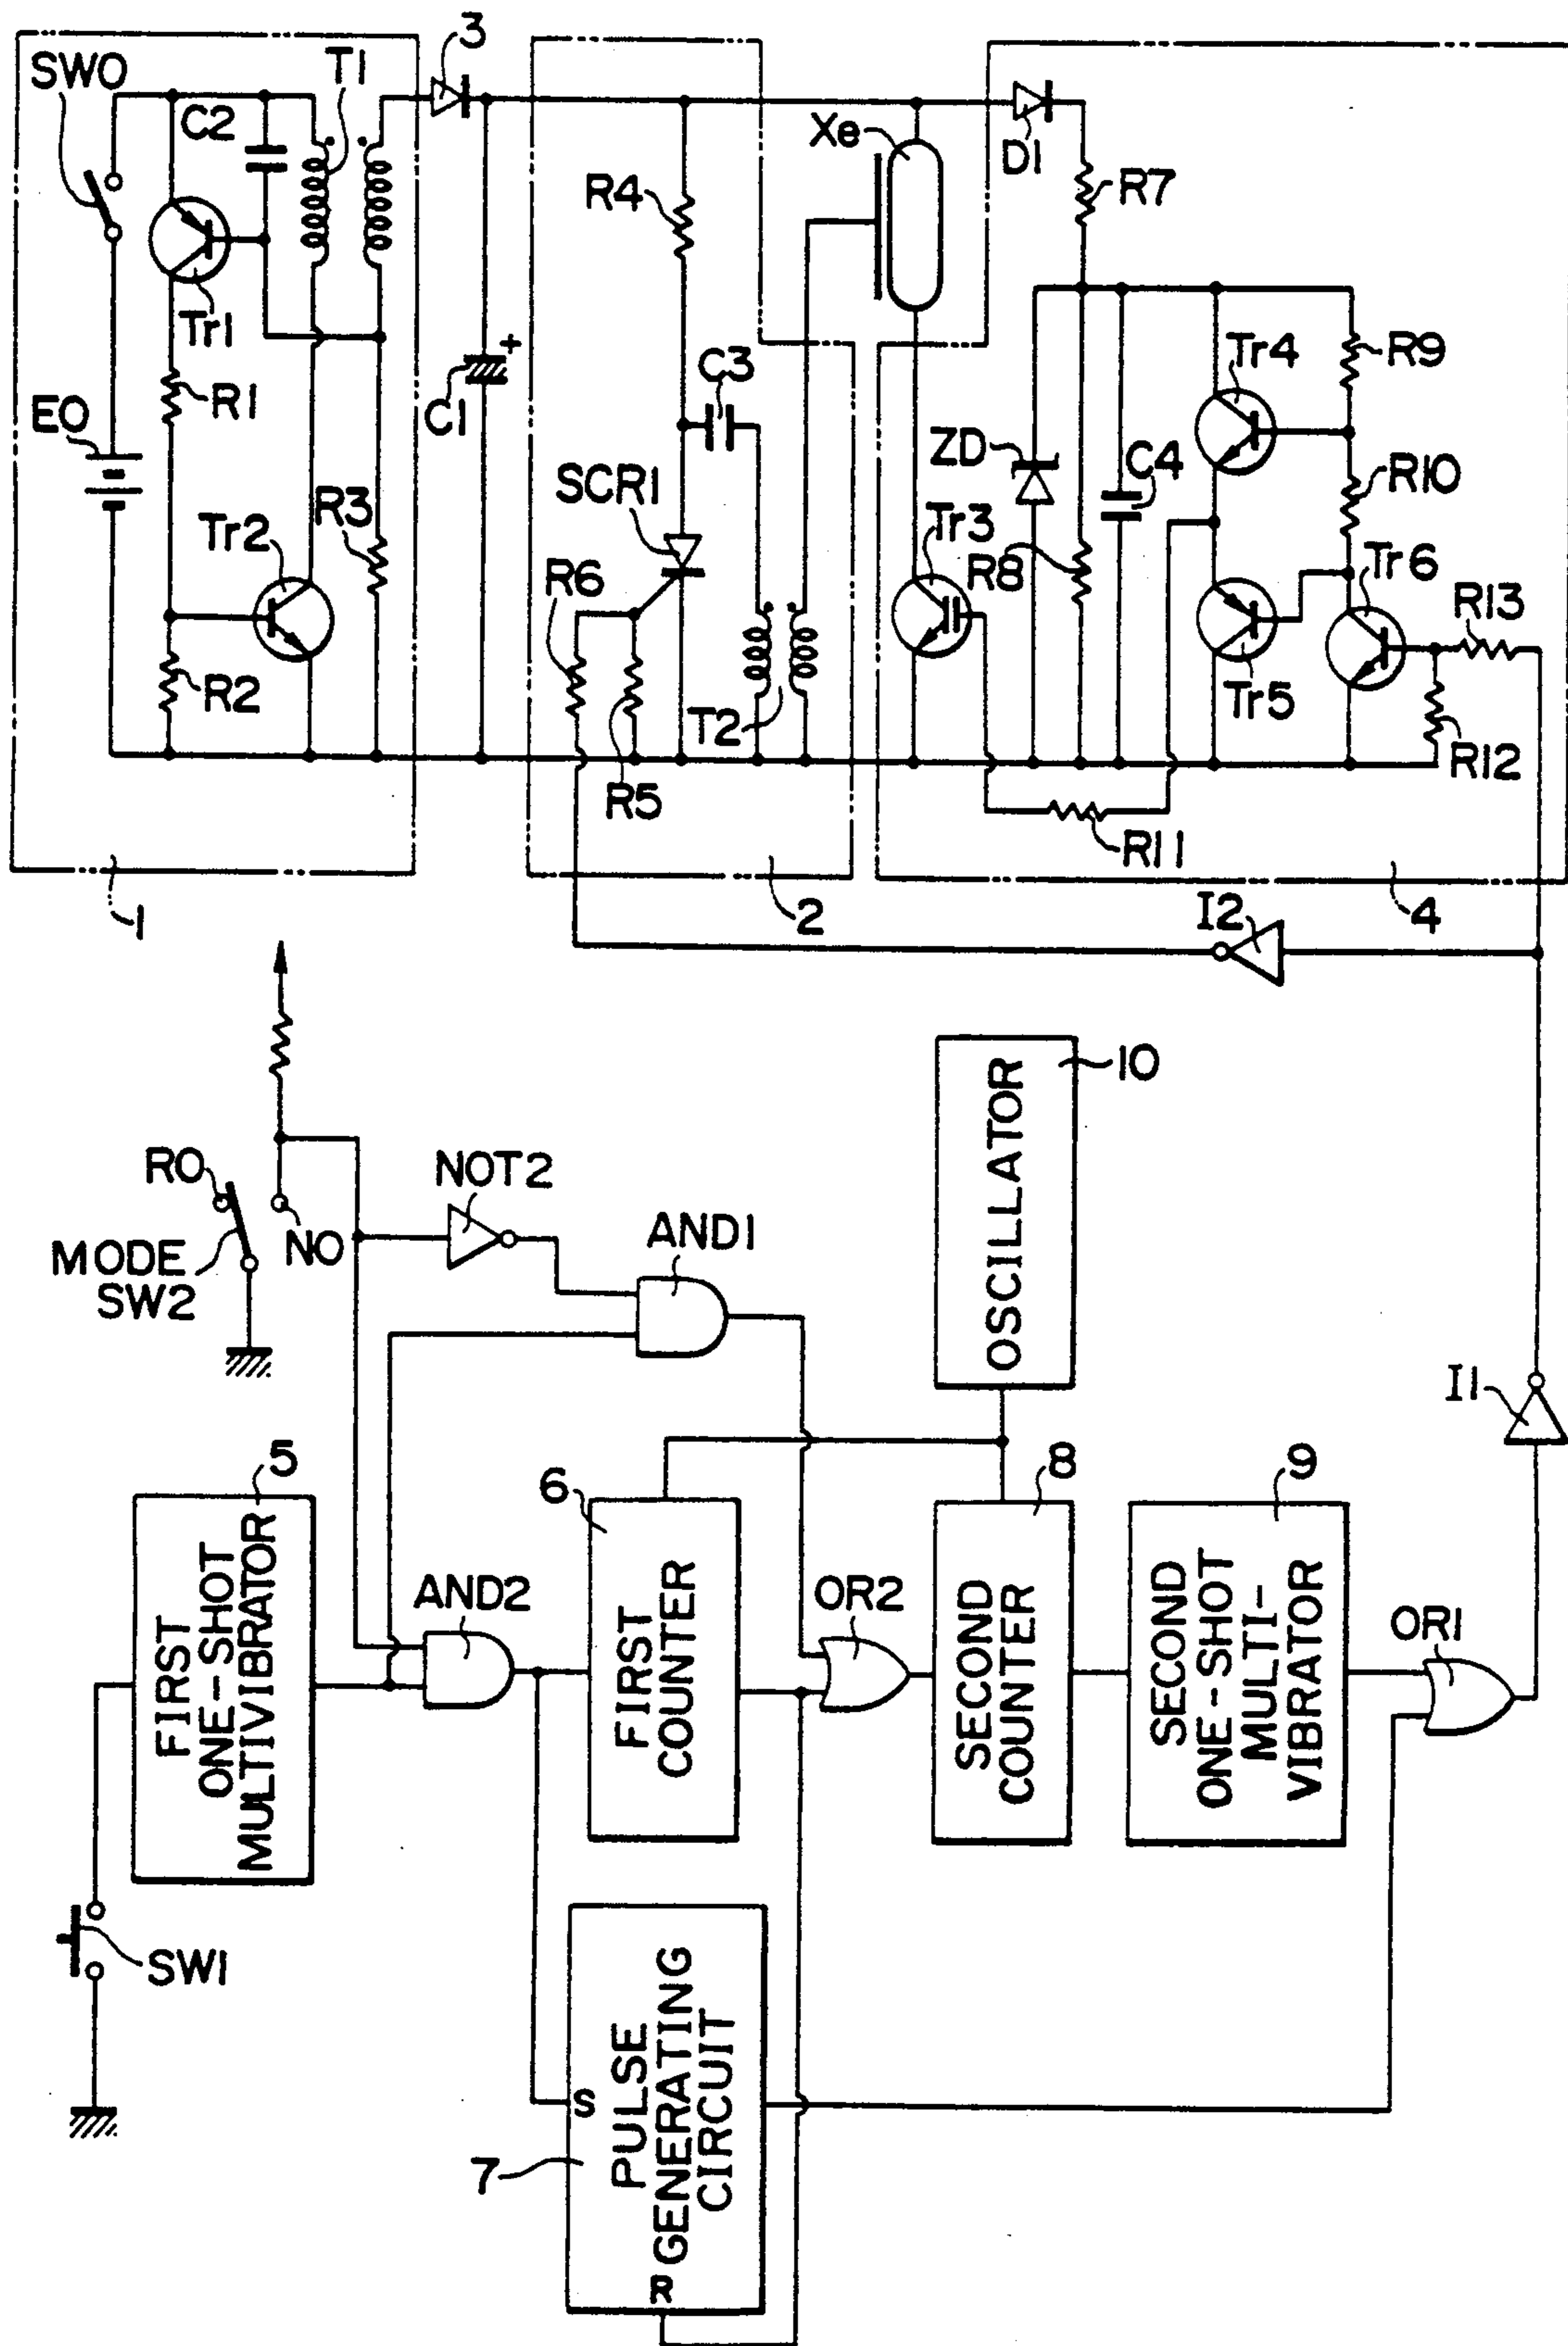 SW0
T1
3
C2
Xe
D1
R7
R4
Tr1
R1
E0
C1
+
C3
Tr4
R9
ZD
C4
R10
SCR1
Tr2
R3
R6
Tr3
R8
Tr6
R13
R2
T2
Tr5
R12
R5
R11
1
2
4
I2
R0
NOT2
N0
MODE
SW2
AND1
OSCILLATOR
10
I1
5
6
8
9
FIRST
ONE-SHOT
MULTIVIBRATOR
AND2
FIRST
COUNTER
OR2
SECOND
COUNTER
SECOND
ONE-SHOT
MULTI-
VIBRATOR
OR1
SW1
S
PULSE
GENERATING
CIRCUIT
7
R